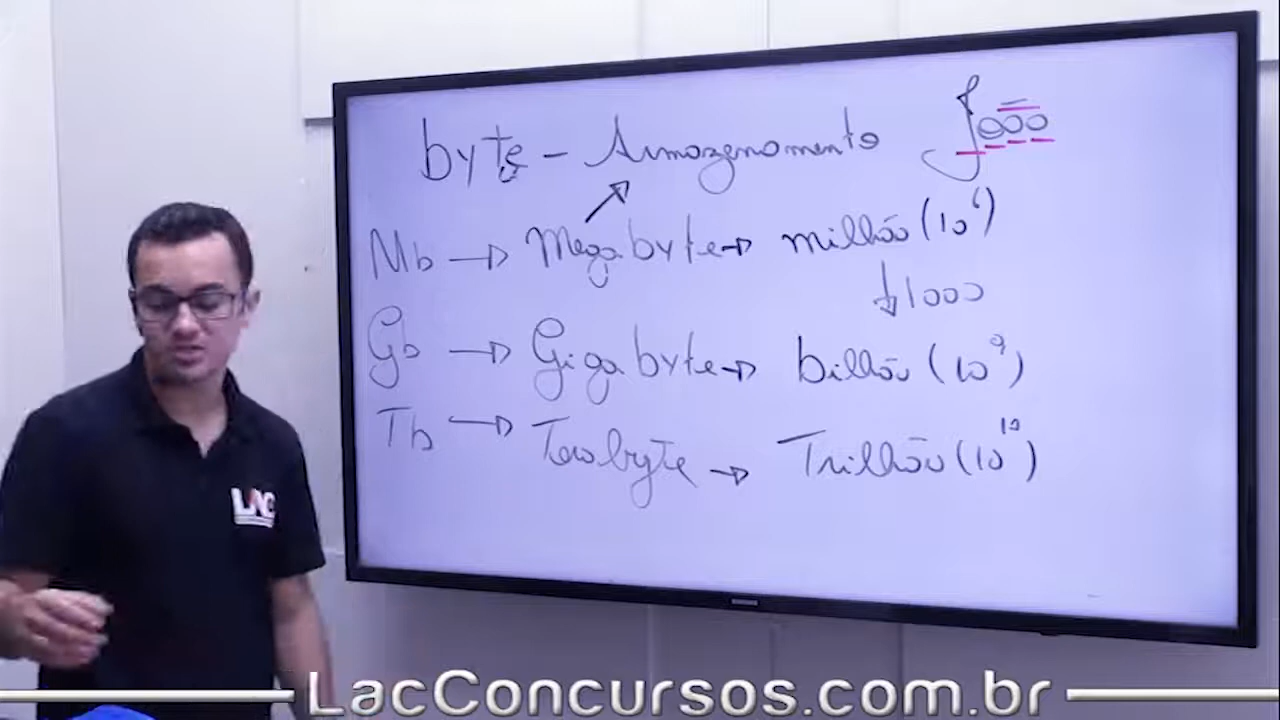 byte - Armazenamento 1000
Mb → Megabyte → milhão (10⁶)
↓1000
Gb → Gigabyte → bilhão (10⁹)
Tb → Terabyte → Trilhão (10¹²)
LAC
LacConcursos.com.br